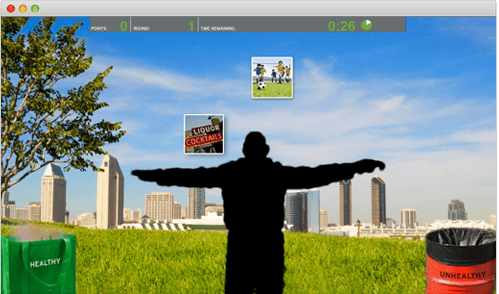 POINTS: 0 ROUND: 1 TIME REMAINING: 0:26
LIQUOR
COCKTAILS
HEALTHY
UNHEALTHY